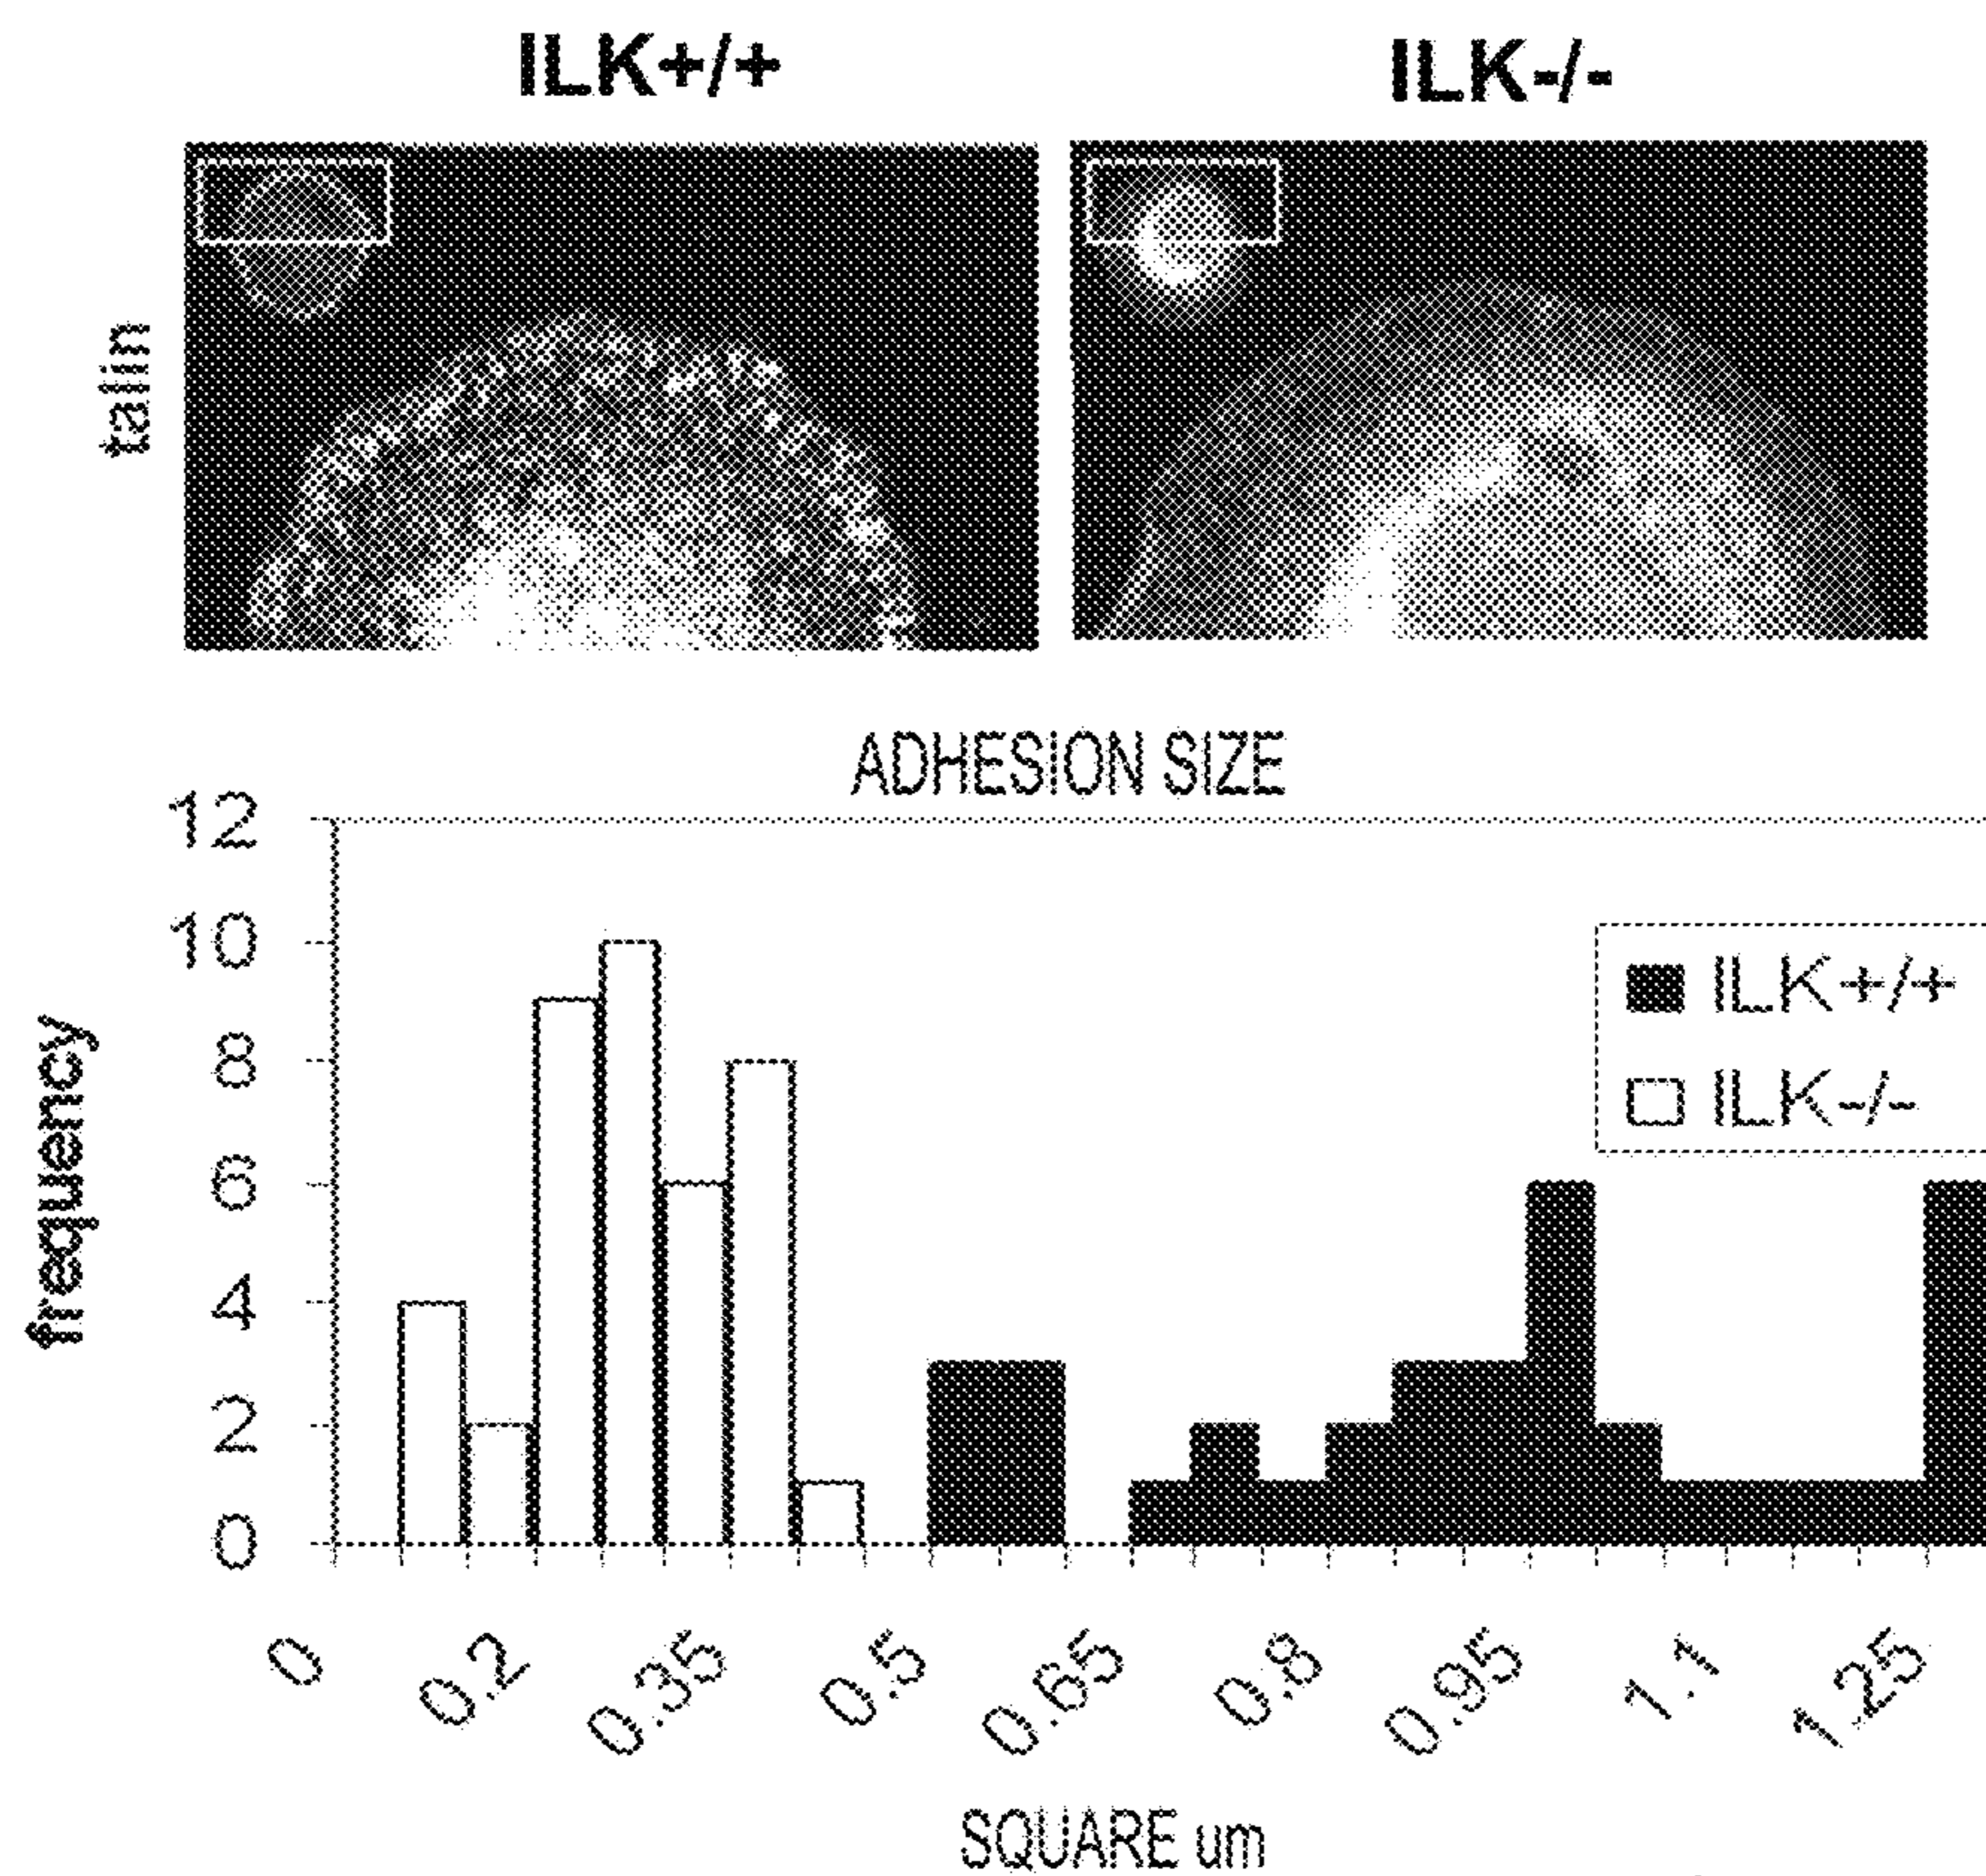 ILK+/+ ILK-/-
talin
ADHESION SIZE
12
10
8
6
4
2
0
frequency
ILK+/+
ILK-/-
0 0.2 0.35 0.5 0.65 0.8 0.95 1.1 1.25
SQUARE um